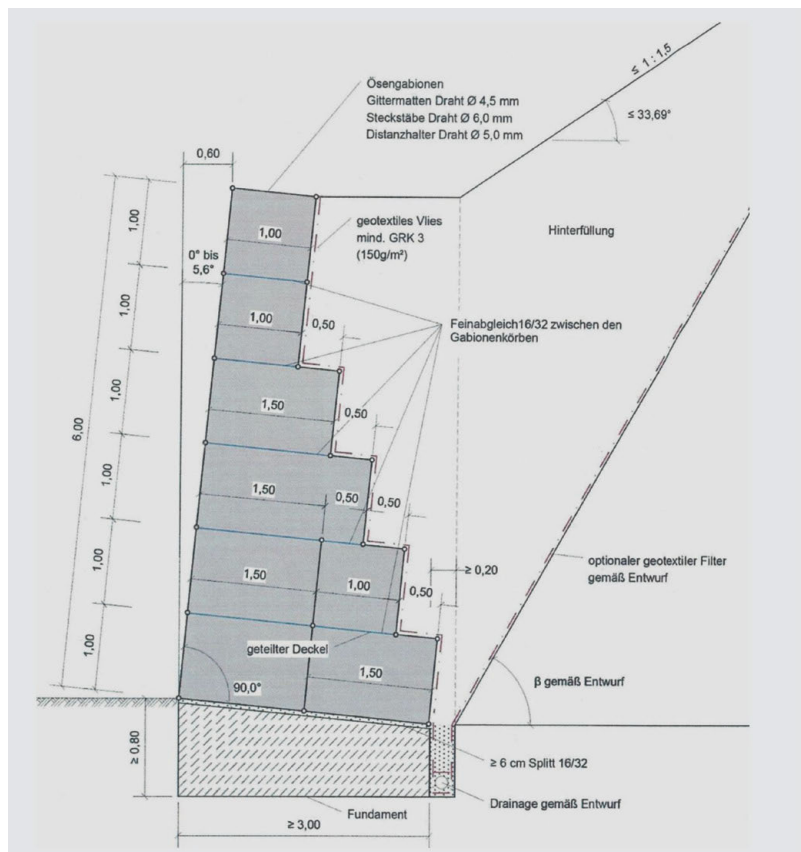 ≤ 1 : 1,5
Ösengabionen
Gittermatten Draht Ø 4,5 mm
Steckstäbe Draht Ø 6,0 mm
Distanzhalter Draht Ø 5,0 mm
≤ 33,69°
0,60
1,00
1,00
geotextiles Vlies
mind. GRK 3
(150g/m²)
Hinterfüllung
0° bis
5,6°
1,00
1,00
0,50
Feinabgleich16/32 zwischen den
Gabionenkörben
1,00
1,50
0,50
6,00
1,00
1,50
0,50
0,50
1,00
1,50
1,00
0,50
≥ 0,20
optionaler geotextiler Filter
gemäß Entwurf
1,00
geteilter Deckel
1,50
90,0°
β gemäß Entwurf
≥ 0,80
≥ 6 cm Splitt 16/32
Drainage gemäß Entwurf
Fundament
≥ 3,00